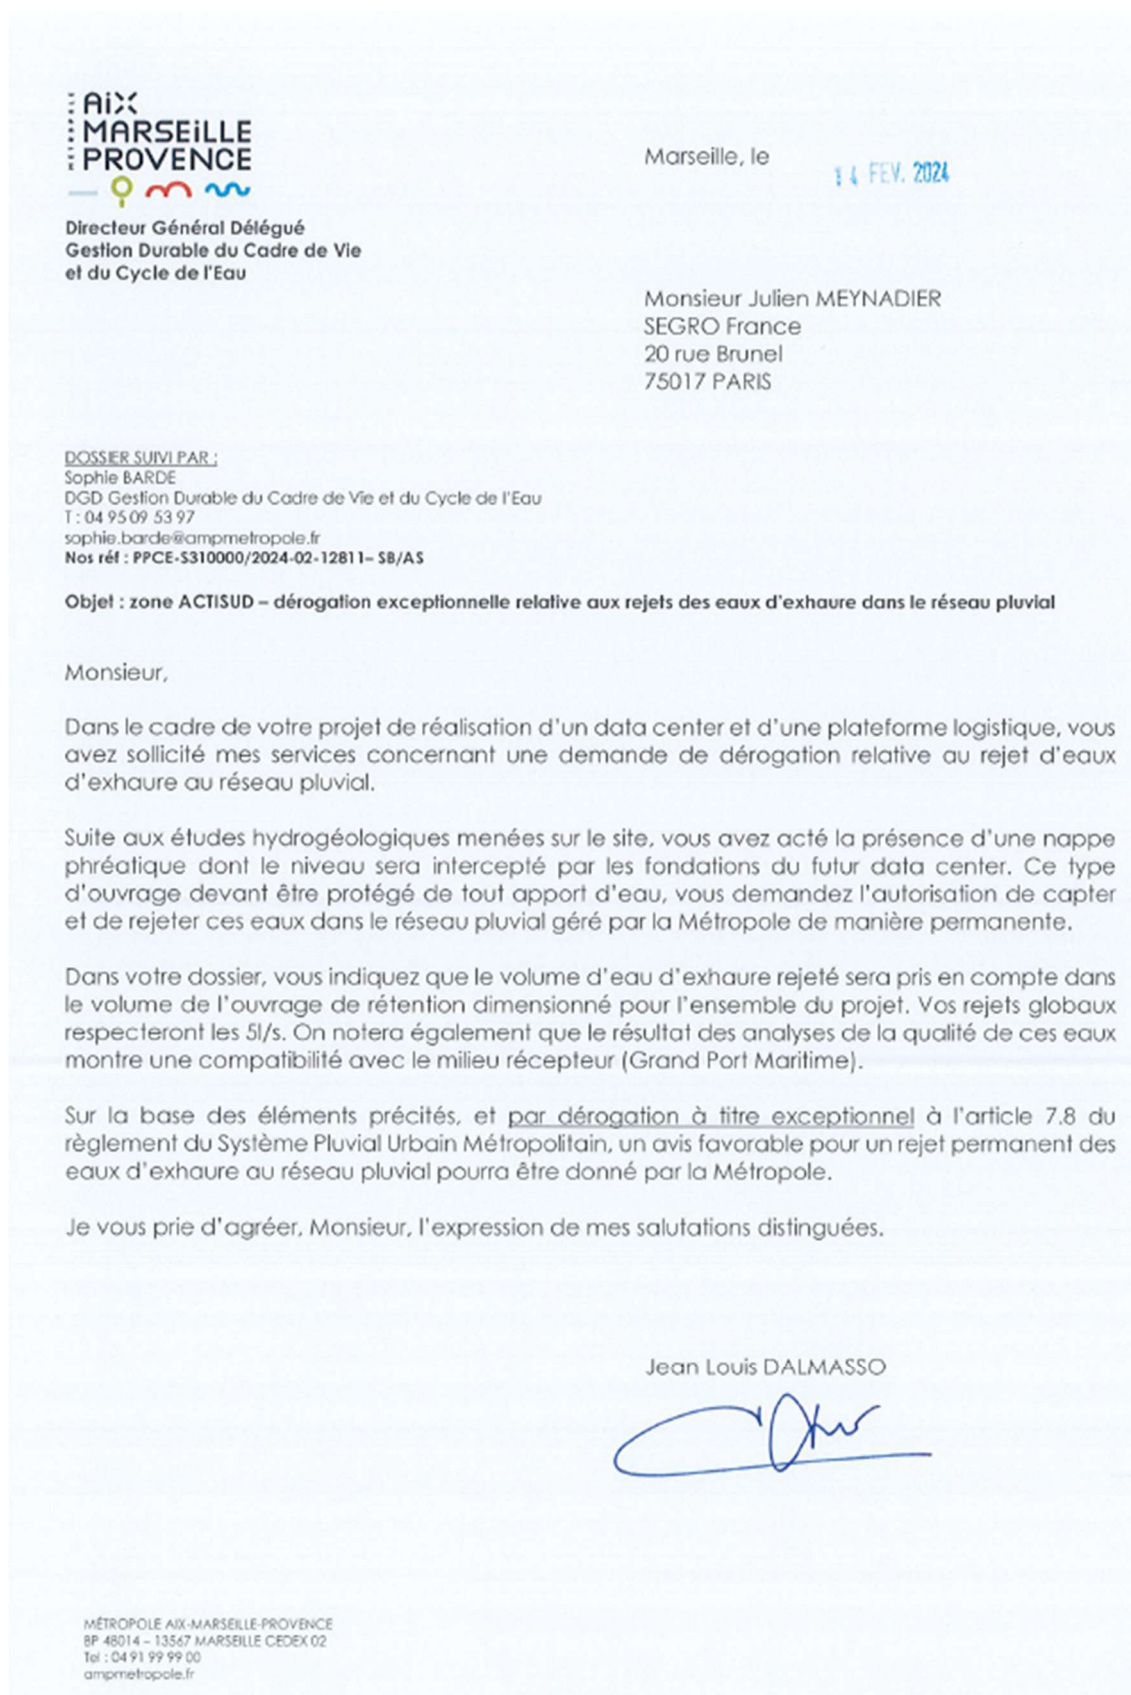 MÉTROPOLE
AIX
MARSEILLE
PROVENCE
Directeur Général Délégué
Gestion Durable du Cadre de Vie
et du Cycle de l'Eau
Marseille, le
14 FEV. 2024
Monsieur Julien MEYNADIER
SEGRO France
20 rue Brunel
75017 PARIS
DOSSIER SUIVI PAR :
Sophie BARDE
DGD Gestion Durable du Cadre de Vie et du Cycle de l'Eau
T : 04 95 09 53 97
sophie.barde@ampmetropole.fr
Nos réf : PPCE-S310000/2024-02-12811– SB/AS
Objet : zone ACTISUD – dérogation exceptionnelle relative aux rejets des eaux d'exhaure dans le réseau pluvial
Monsieur,
Dans le cadre de votre projet de réalisation d'un data center et d'une plateforme logistique, vous
avez sollicité mes services concernant une demande de dérogation relative au rejet d'eaux
d'exhaure au réseau pluvial.
Suite aux études hydrogéologiques menées sur le site, vous avez acté la présence d'une nappe
phréatique dont le niveau sera intercepté par les fondations du futur data center. Ce type
d'ouvrage devant être protégé de tout apport d'eau, vous demandez l'autorisation de capter
et de rejeter ces eaux dans le réseau pluvial géré par la Métropole de manière permanente.
Dans votre dossier, vous indiquez que le volume d'eau d'exhaure rejeté sera pris en compte dans
le volume de l'ouvrage de rétention dimensionné pour l'ensemble du projet. Vos rejets globaux
respecteront les 5l/s. On notera également que le résultat des analyses de la qualité de ces eaux
montre une compatibilité avec le milieu récepteur (Grand Port Maritime).
Sur la base des éléments précités, et par dérogation à titre exceptionnel à l'article 7.8 du
règlement du Système Pluvial Urbain Métropolitain, un avis favorable pour un rejet permanent des
eaux d'exhaure au réseau pluvial pourra être donné par la Métropole.
Je vous prie d'agréer, Monsieur, l'expression de mes salutations distinguées.
Jean Louis DALMASSO
MÉTROPOLE AIX-MARSEILLE-PROVENCE
BP 48014 – 13567 MARSEILLE CEDEX 02
Tel : 04 91 99 99 00
ampmetropole.fr